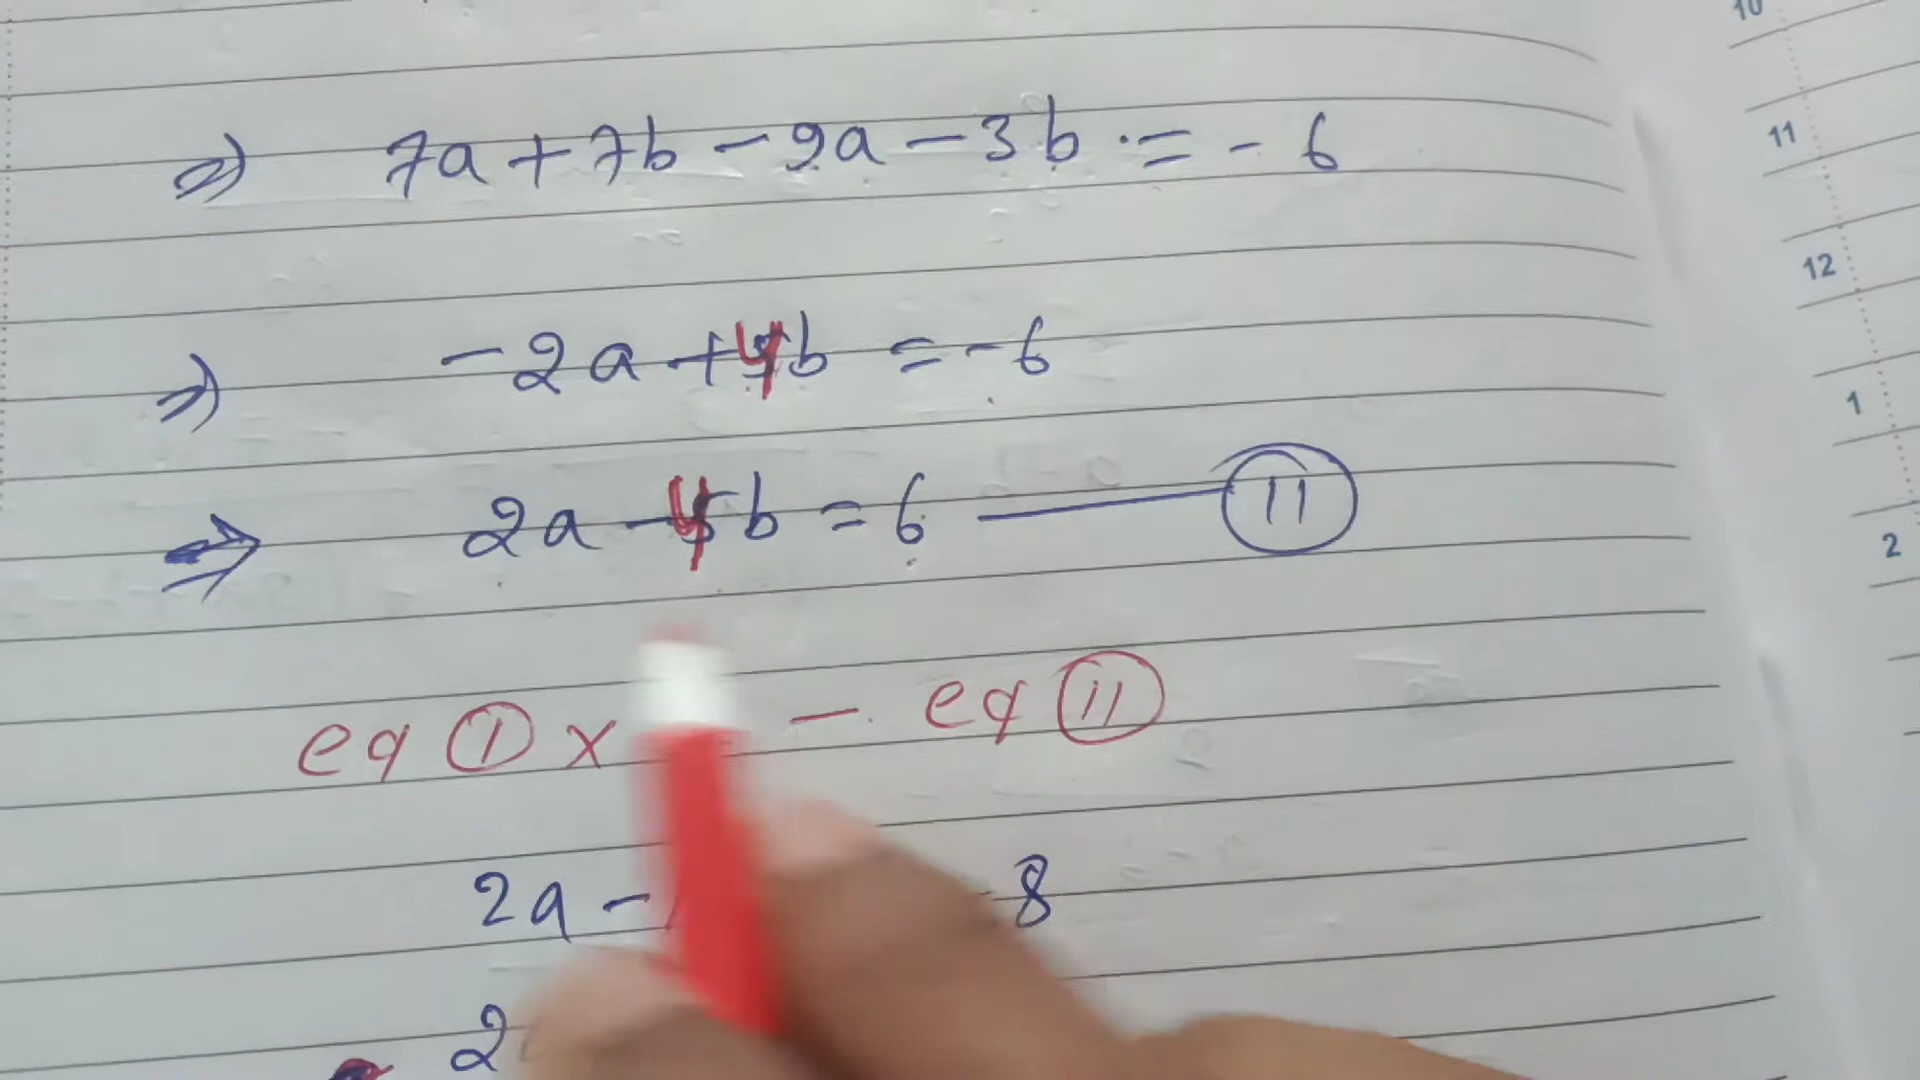 10
⇒ 7a + 7b - 9a - 3b = - 6
11
12
⇒ - 2a + 4b = - 6
1
⇒ 2a - 4b = 6 —— (11)
2
eq (1) × - eq (11)
2a - 8
2